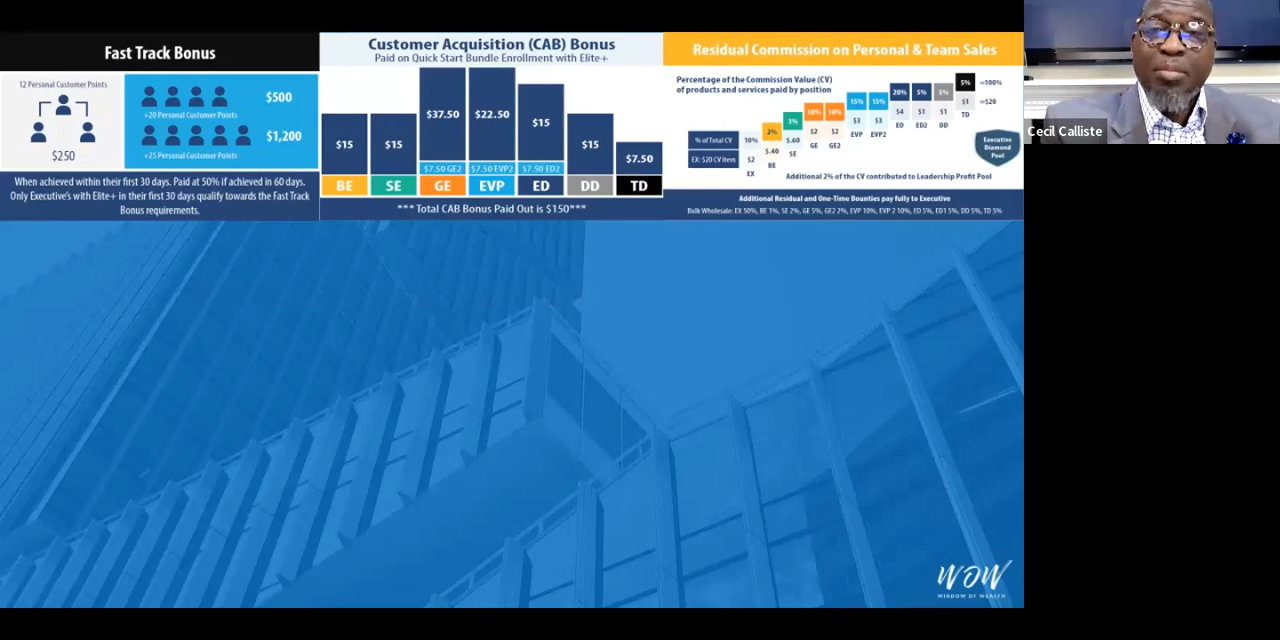 Fast Track Bonus
12 Personal Customer Points
$250
$500
+20 Personal Customer Points
$1,200
+25 Personal Customer Points
When achieved within their first 30 days. Paid at 50% if achieved in 60 days.
Only Executive's with Elite+ in their first 30 days qualify towards the Fast Track
Bonus requirements.
Customer Acquisition (CAB) Bonus
Paid on Quick Start Bundle Enrollment with Elite+
$15 $15 $37.50 $22.50 $15 $15 $7.50
$7.50 GE2 $7.50 EVP2 $7.50 ED2
BE SE GE EVP ED DD TD
***Total CAB Bonus Paid Out is $150***
Residual Commission on Personal & Team Sales
Percentage of the Commission Value (CV)
of products and services paid by position
% of Total CV 10% 2% 3% 10% 10% 15% 15% 20% 5% 5% 5% =100%
EX: $20 CV Item $2 $.40 $.60 $2 $2 $3 $3 $4 $1 $1 $1 =$20
EX BE SE GE GE2 EVP EVP2 ED ED2 DD TD
Executive
Diamond
Pool
Additional 2% of the CV contributed to Leadership Profit Pool
Additional Residual and One-Time Bounties pay fully to Executive
Bulk Wholesale: EX 50%, BE 1%, SE 2%, GE 5%, GE2 2%, EVP 10%, EVP 2 10%, ED 5%, ED1 5%, DD 5%, TD 5%
Cecil Calliste
WOW
WINDOW OF WEALTH